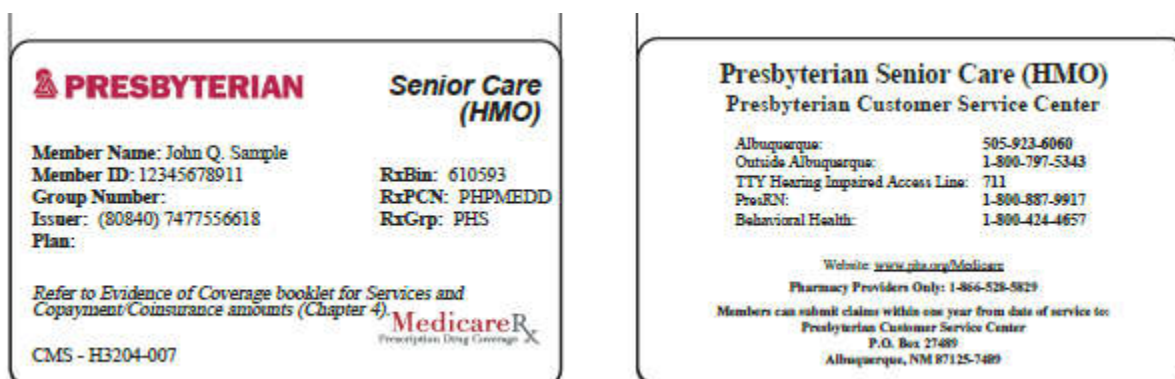 PRESBYTERIAN
Senior Care
(HMO)
Member Name: John Q. Sample
Member ID: 12345678911
Group Number:
Issuer: (80840) 7477556618
Plan:
RxBin: 610593
RxPCN: PHPMEDD
RxGrp: PHS
Refer to Evidence of Coverage booklet for Services and
Copayment/Coinsurance amounts (Chapter 4).
MedicareRx
Prescription Drug Coverage
CMS - H3204-007
Presbyterian Senior Care (HMO)
Presbyterian Customer Service Center
Albuquerque: 505-923-6060
Outside Albuquerque: 1-800-797-5343
TTY Hearing Impaired Access Line: 711
PresRN: 1-800-887-9917
Behavioral Health: 1-800-424-4657
Website: www.phs.org/Medicare
Pharmacy Providers Only: 1-866-528-5829
Members can submit claims within one year from date of service to:
Presbyterian Customer Service Center
P.O. Box 27489
Albuquerque, NM 87125-7489